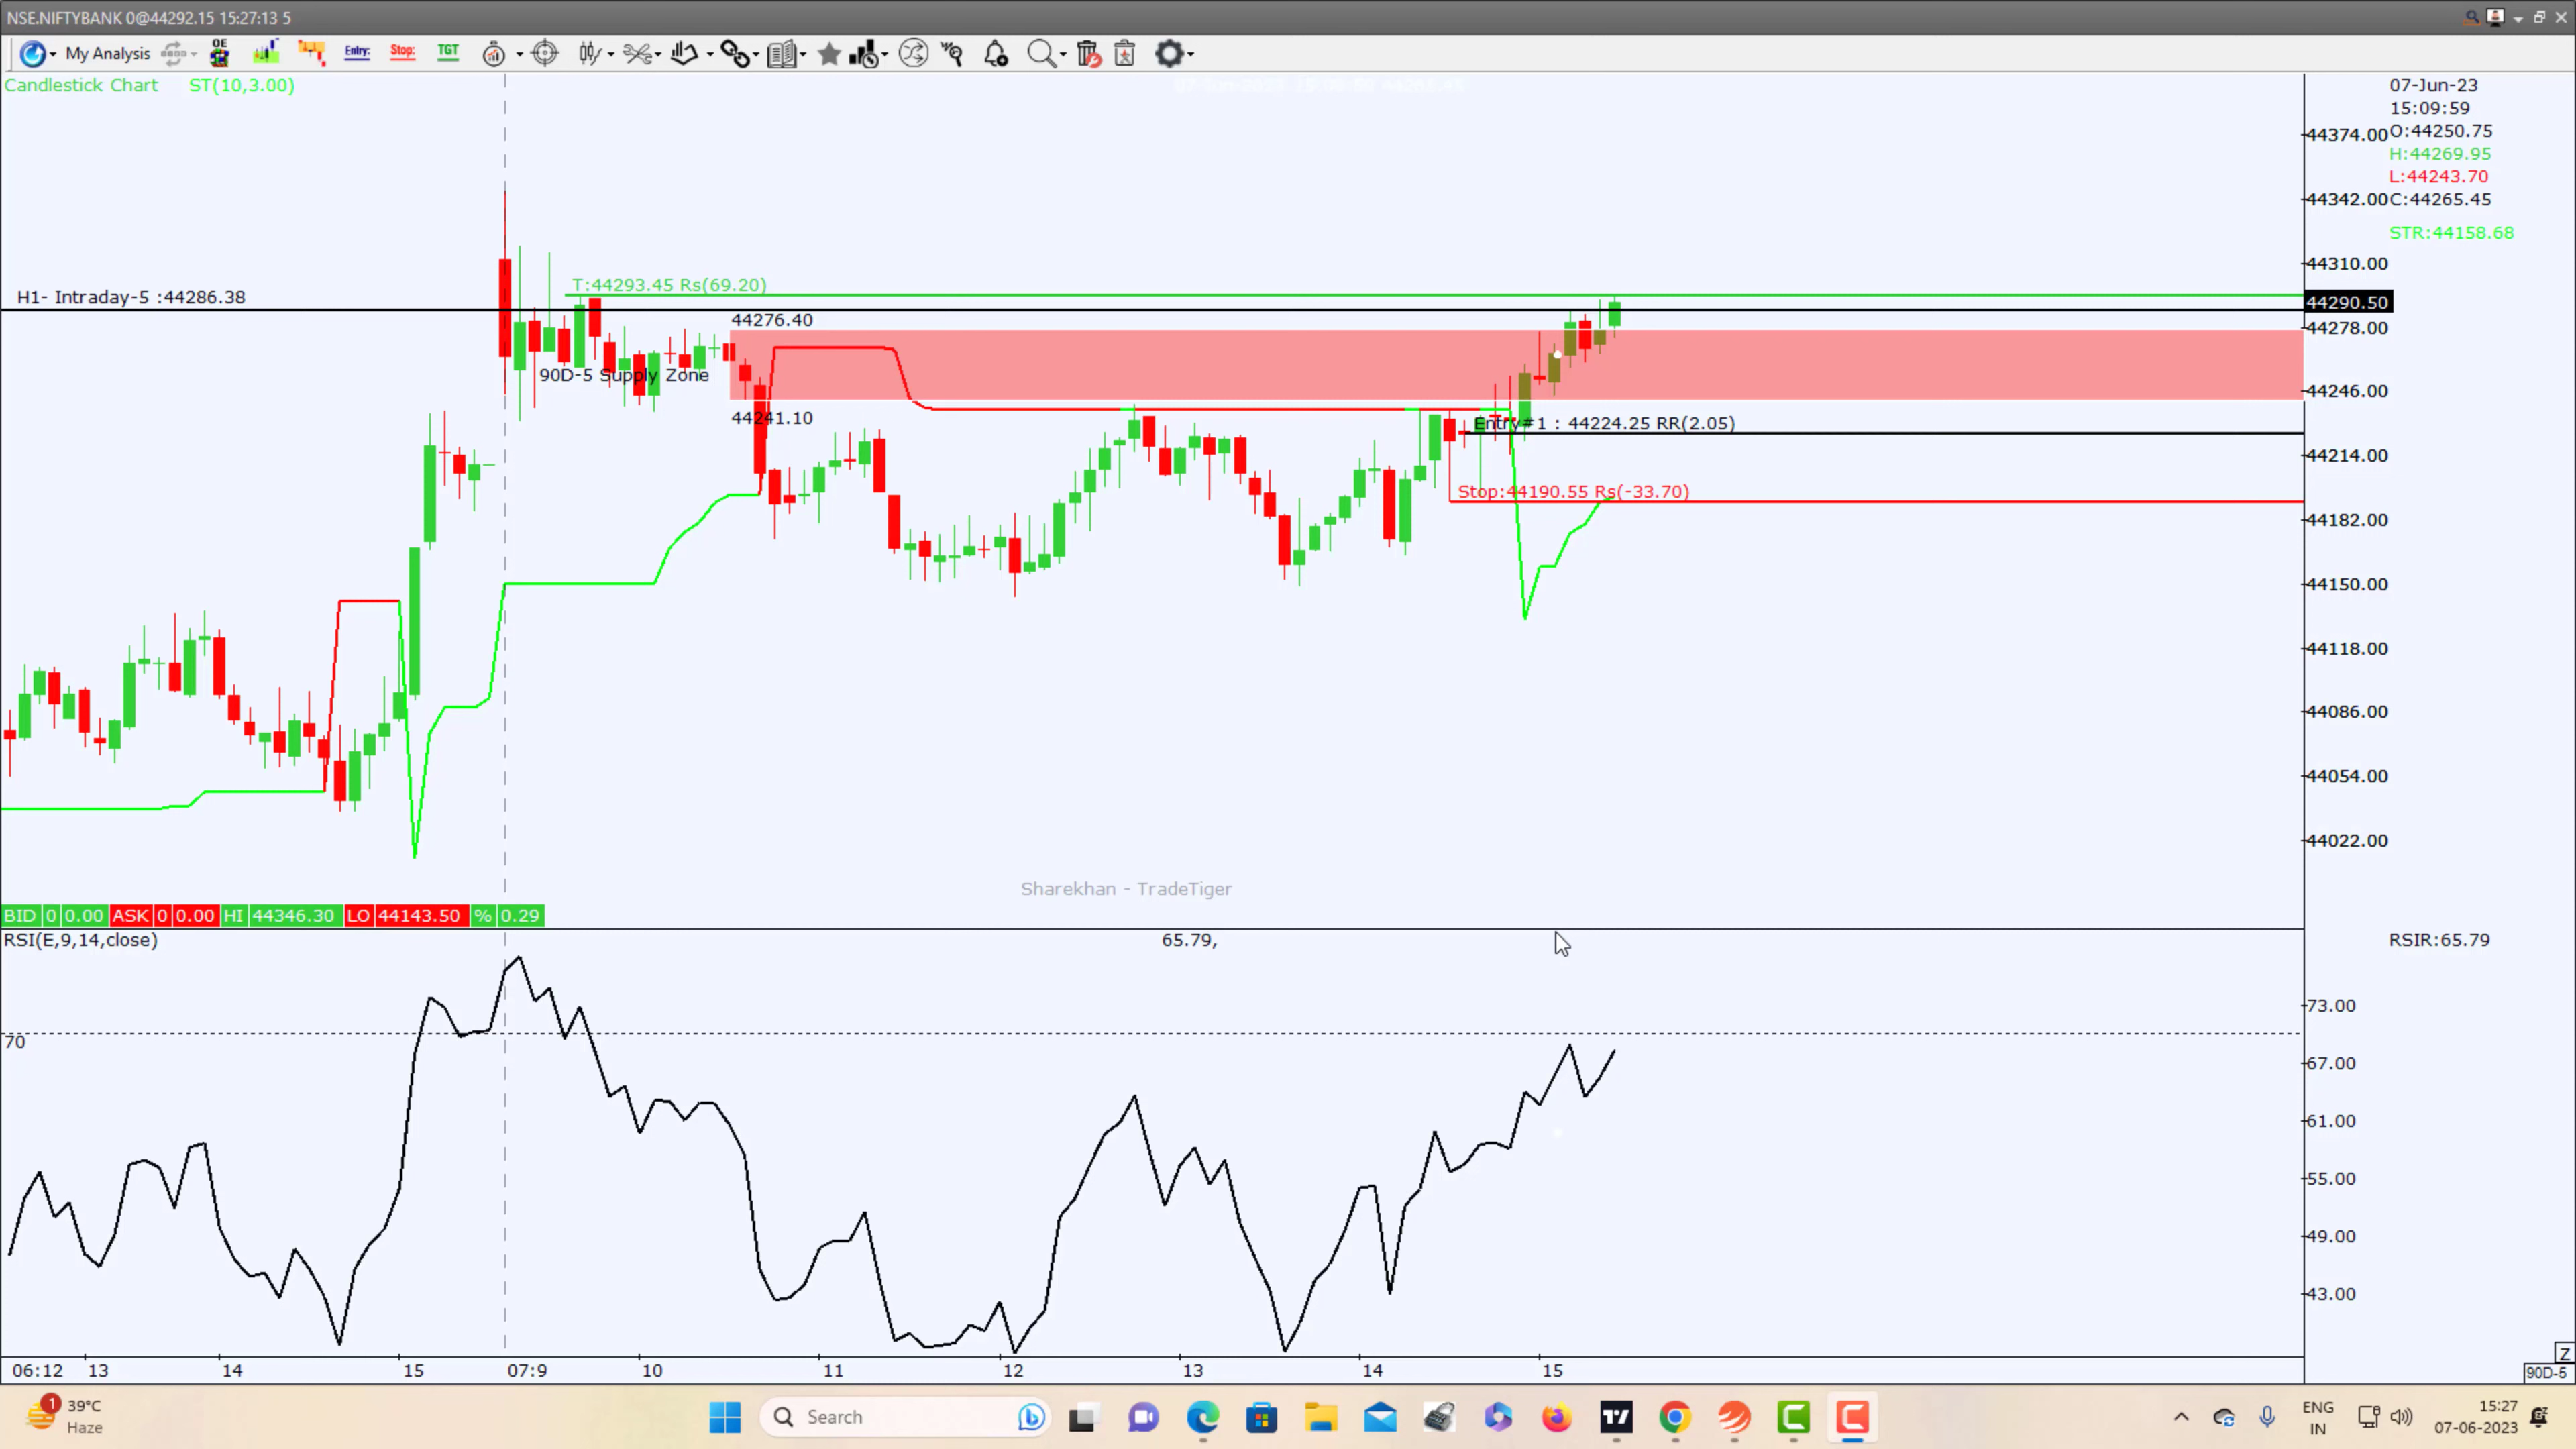 NSE.NIFTYBANK 0@44292.15 15:27:13 5
My Analysis OE Entry: Stop: TGT
Candlestick Chart ST(10,3.00)
07-Jun-23
15:09:59
O:44250.75
H:44269.95
L:44243.70
C:44265.45
STR:44158.68
44374.00
44342.00
44310.00
44290.50
44278.00
44246.00
44214.00
44182.00
44150.00
44118.00
44086.00
44054.00
44022.00
T:44293.45 Rs(69.20)
H1- Intraday-5 :44286.38
44276.40
90D-5 Supply Zone
44241.10
Entry#1 : 44224.25 RR(2.05)
Stop:44190.55 Rs(-33.70)
Sharekhan - TradeTiger
BID 0 0.00 ASK 0 0.00 HI 44346.30 LO 44143.50 % 0.29
RSI(E,9,14,close) 65.79, RSIR:65.79
73.00
70
67.00
61.00
55.00
49.00
43.00
Z
06:12 13 14 15 07:9 10 11 12 13 14 15 90D-5
1 39°C
Haze
Search
ENG
IN
15:27
07-06-2023